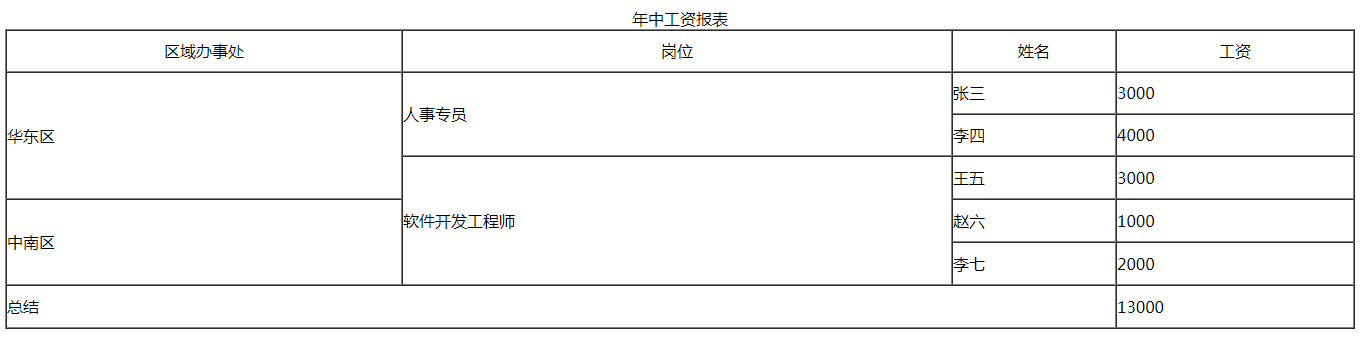 年中工资报表
区域办事处 岗位 姓名 工资
华东区 人事专员 张三 3000
李四 4000
软件开发工程师 王五 3000
中南区 赵六 1000
李七 2000
总结 13000